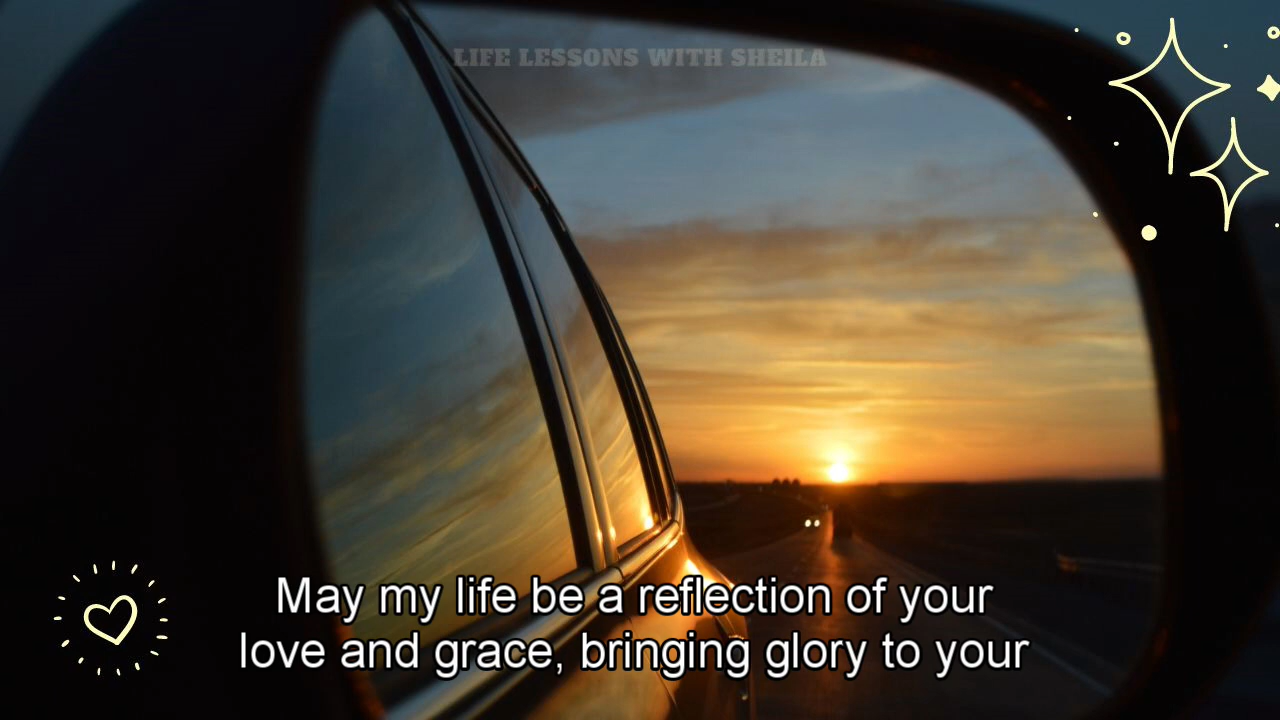 LIFE LESSONS WITH SHEILA
May my life be a reflection of your
love and grace, bringing glory to your